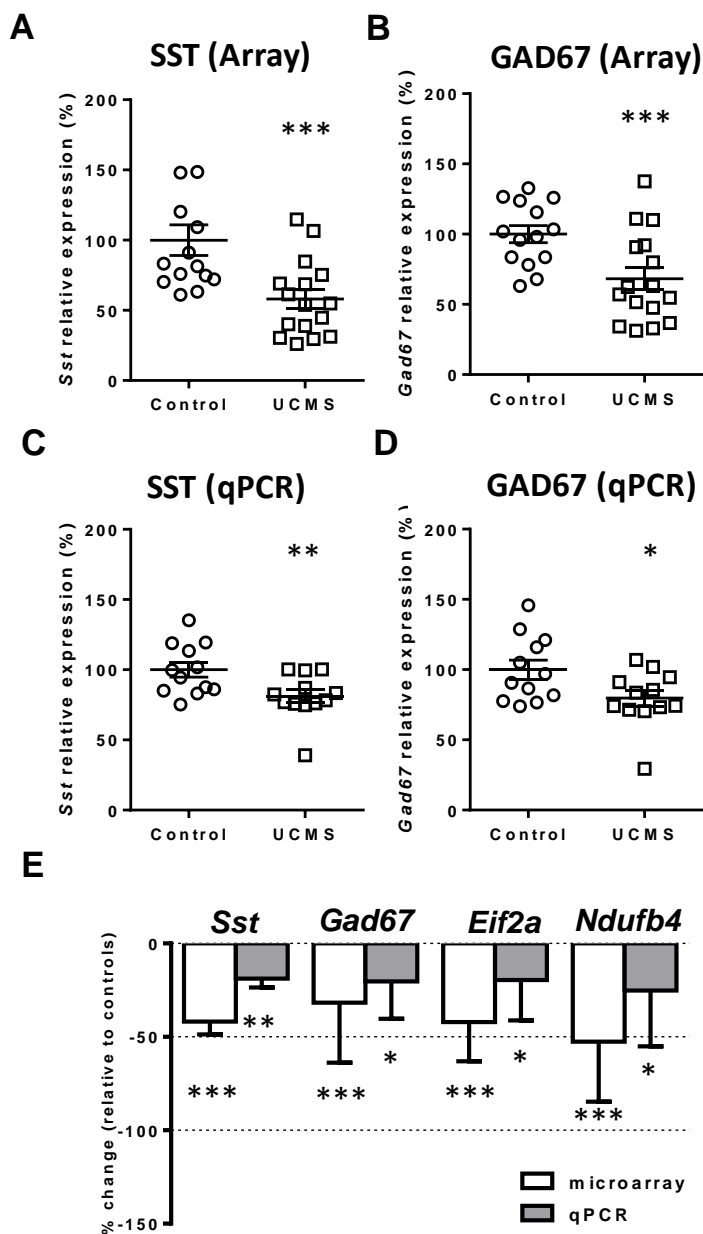 A
SST (Array)
Sst relative expression (%)
200
150
100
50
0
***
Control
UCMS
B
GAD67 (Array)
Gad67 relative expression (%)
200
150
100
50
0
***
Control
UCMS
C
SST (qPCR)
Sst relative expression (%)
200
150
100
50
0
**
Control
UCMS
D
GAD67 (qPCR)
Gad67 relative expression (%
200
150
100
50
0
*
Control
UCMS
E
% change (relative to controls)
Sst Gad67 Eif2a Ndufb4
0
-50
-100
-150
*** ** *** * *** * *** *
microarray
qPCR